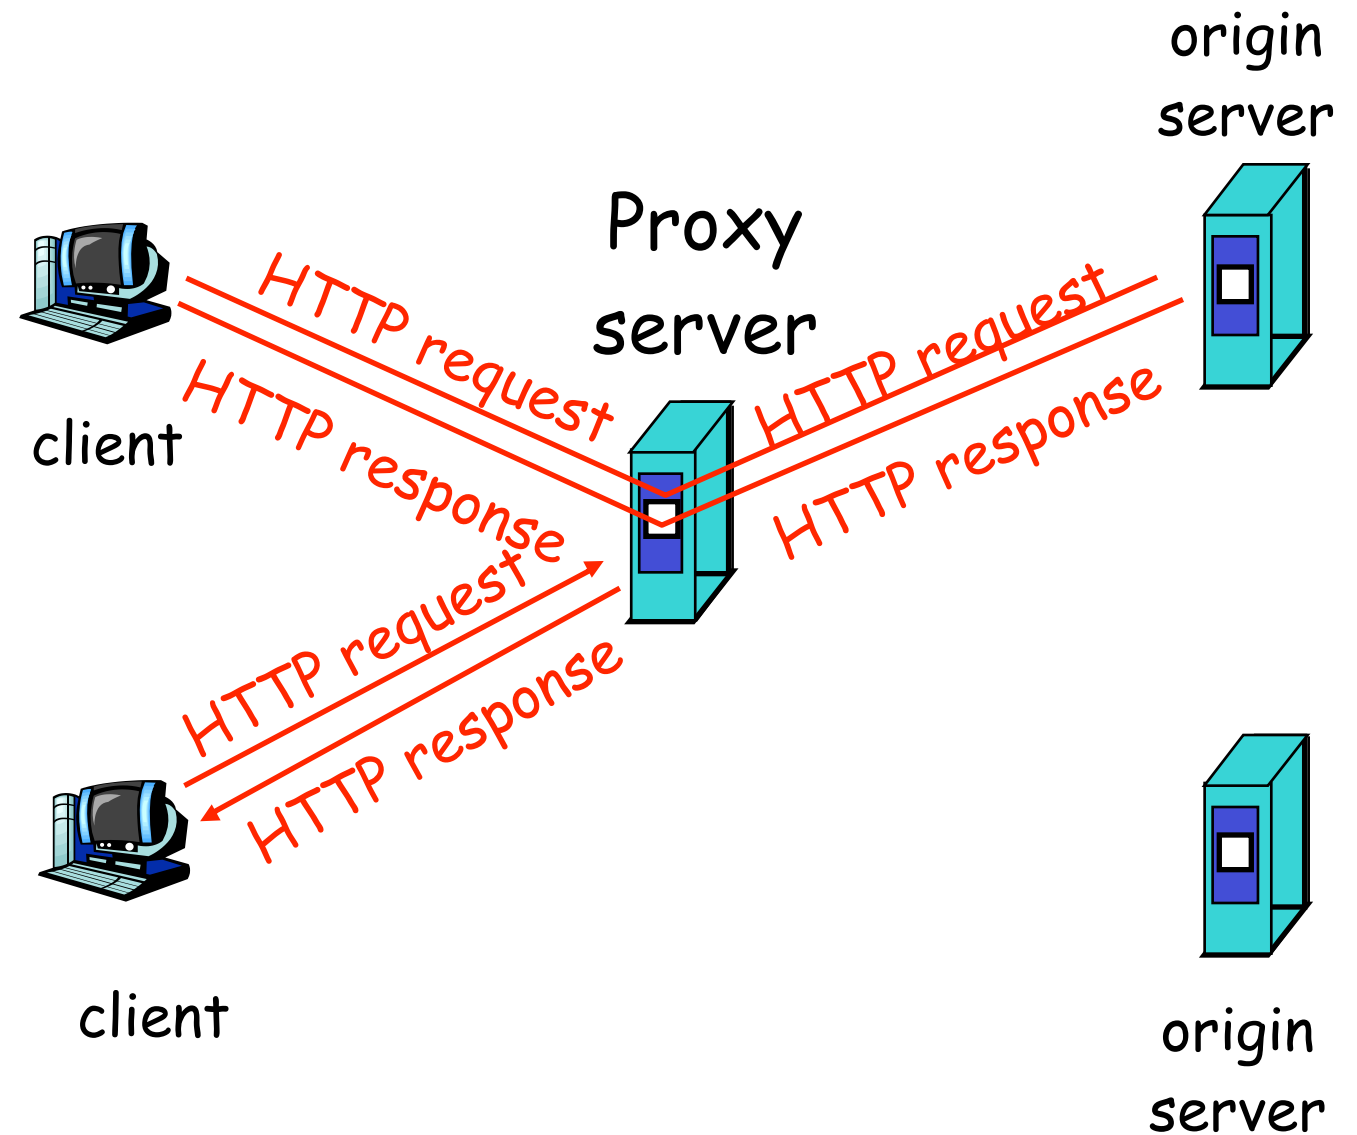 origin
server
Proxy
server
HTTP request
HTTP request
HTTP response
HTTP response
client
HTTP request
HTTP response
client
origin
server